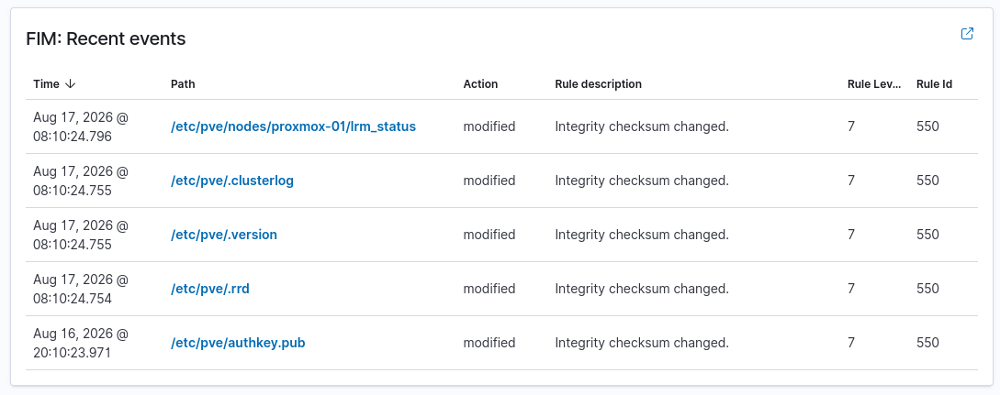 FIM: Recent events
Time Path Action Rule description Rule Lev... Rule Id
Aug 17, 2026 @
08:10:24.796 /etc/pve/nodes/proxmox-01/lrm_status modified Integrity checksum changed. 7 550
Aug 17, 2026 @
08:10:24.755 /etc/pve/.clusterlog modified Integrity checksum changed. 7 550
Aug 17, 2026 @
08:10:24.755 /etc/pve/.version modified Integrity checksum changed. 7 550
Aug 17, 2026 @
08:10:24.754 /etc/pve/.rrd modified Integrity checksum changed. 7 550
Aug 16, 2026 @
20:10:23.971 /etc/pve/authkey.pub modified Integrity checksum changed. 7 550